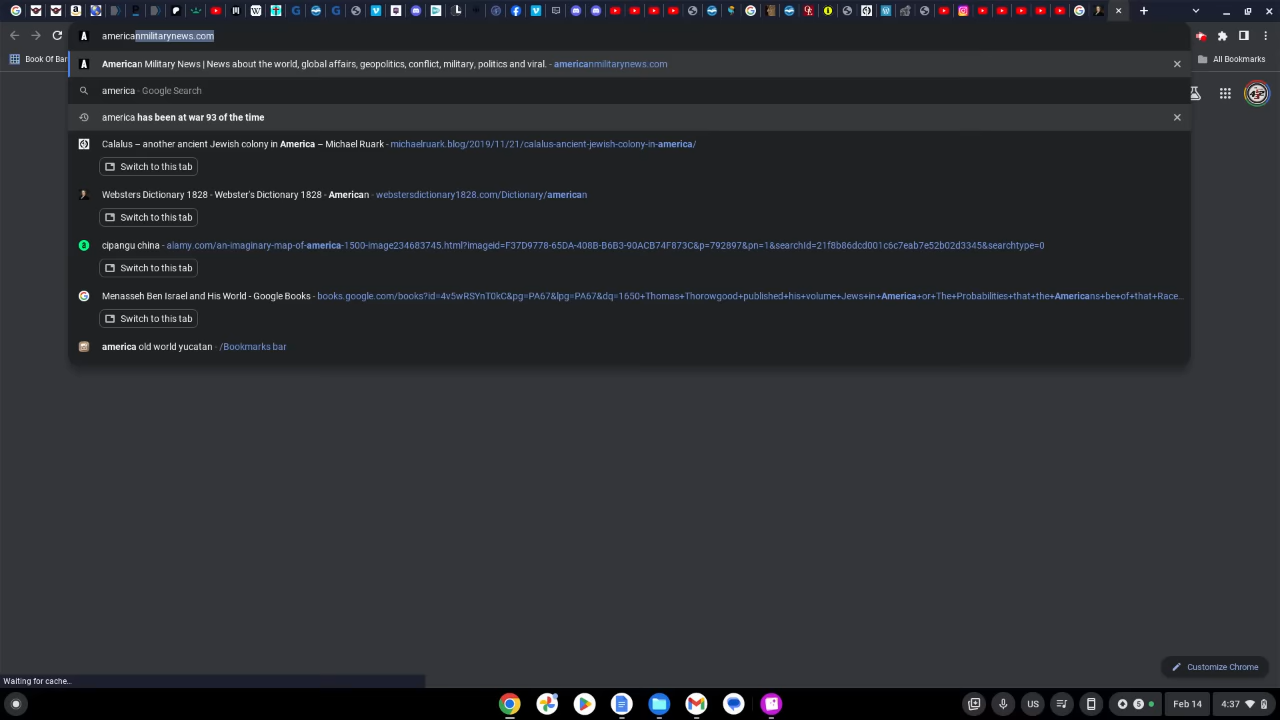 americanmilitarynews.com
Book Of Bar
All Bookmarks
American Military News | News about the world, global affairs, geopolitics, conflict, military, politics and viral. - americanmilitarynews.com
america - Google Search
america has been at war 93 of the time
Calalus – another ancient Jewish colony in America – Michael Ruark - michaelruark.blog/2019/11/21/calalus-ancient-jewish-colony-in-america/
Switch to this tab
Websters Dictionary 1828 - Webster's Dictionary 1828 - American - webstersdictionary1828.com/Dictionary/american
Switch to this tab
cipangu china - alamy.com/an-imaginary-map-of-america-1500-image234683745.html?imageid=F37D9778-65DA-408B-B6B3-90ACB74F873C&p=792897&pn=1&searchId=21f8b86dcd001c6c7eab7e52b02d3345&searchtype=0
Switch to this tab
Menasseh Ben Israel and His World - Google Books - books.google.com/books?id=4v5wRSYnT0kC&pg=PA67&lpg=PA67&dq=1650+Thomas+Thorowgood+published+his+volume+Jews+in+America+or+The+Probabilities+that+the+Americans+be+of+that+Race...
Switch to this tab
america old world yucatan - /Bookmarks bar
Customize Chrome
Waiting for cache...
US
5
Feb 14
4:37